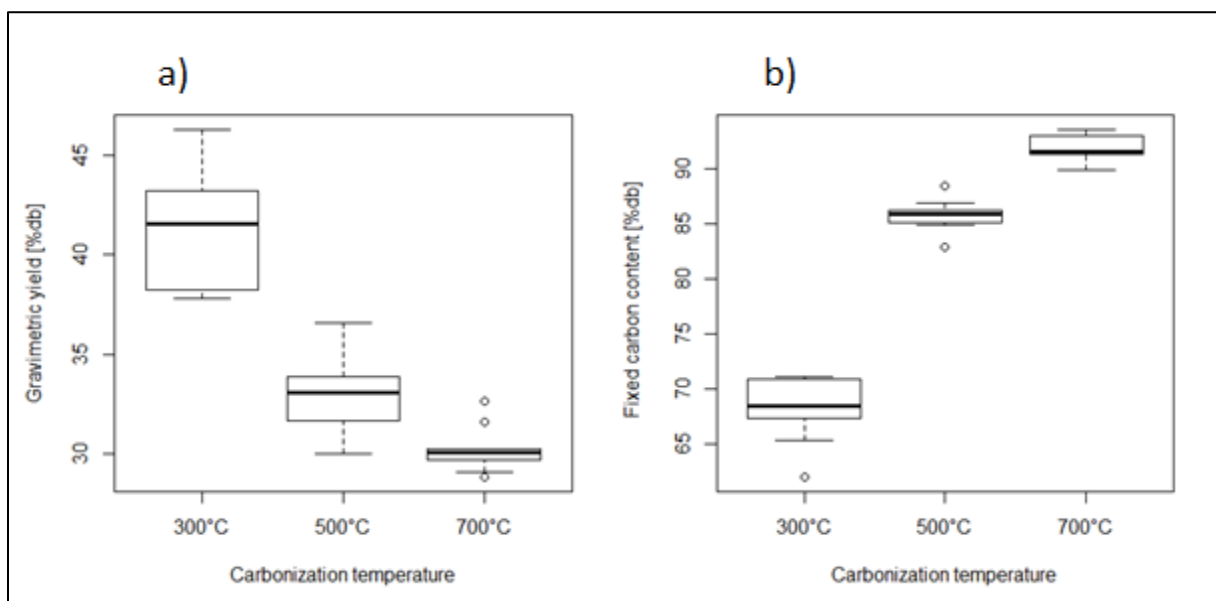 a)
Gravimetric yield [%db]
45
40
35
30
300°C 500°C 700°C
Carbonization temperature
b)
Fixed carbon content [%db]
90
85
80
75
70
65
300°C 500°C 700°C
Carbonization temperature